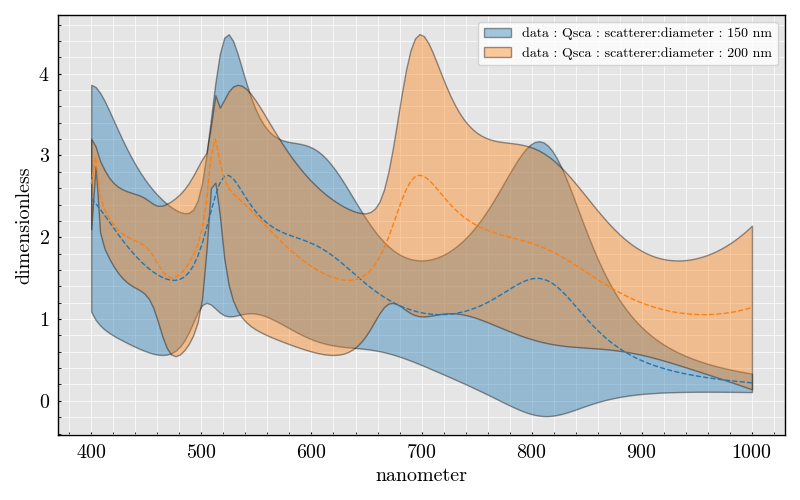 data : Qsca : scatterer:diameter : 150 nm
data : Qsca : scatterer:diameter : 200 nm
dimensionless
4
3
2
1
0
400 500 600 700 800 900 1000
nanometer